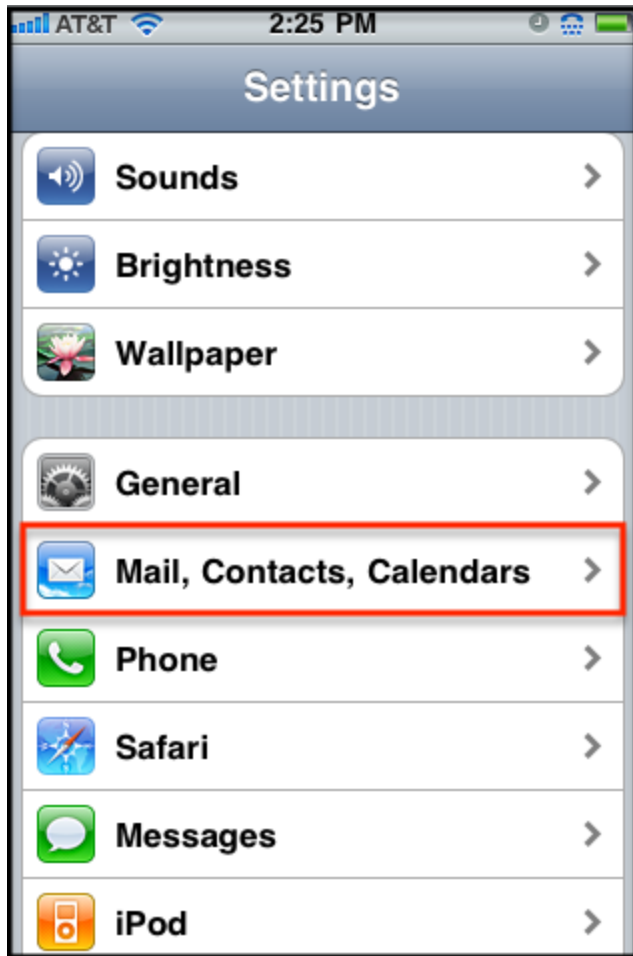 AT&T 2:25 PM
Settings
Sounds
Brightness
Wallpaper
General
Mail, Contacts, Calendars
Phone
Safari
Messages
iPod